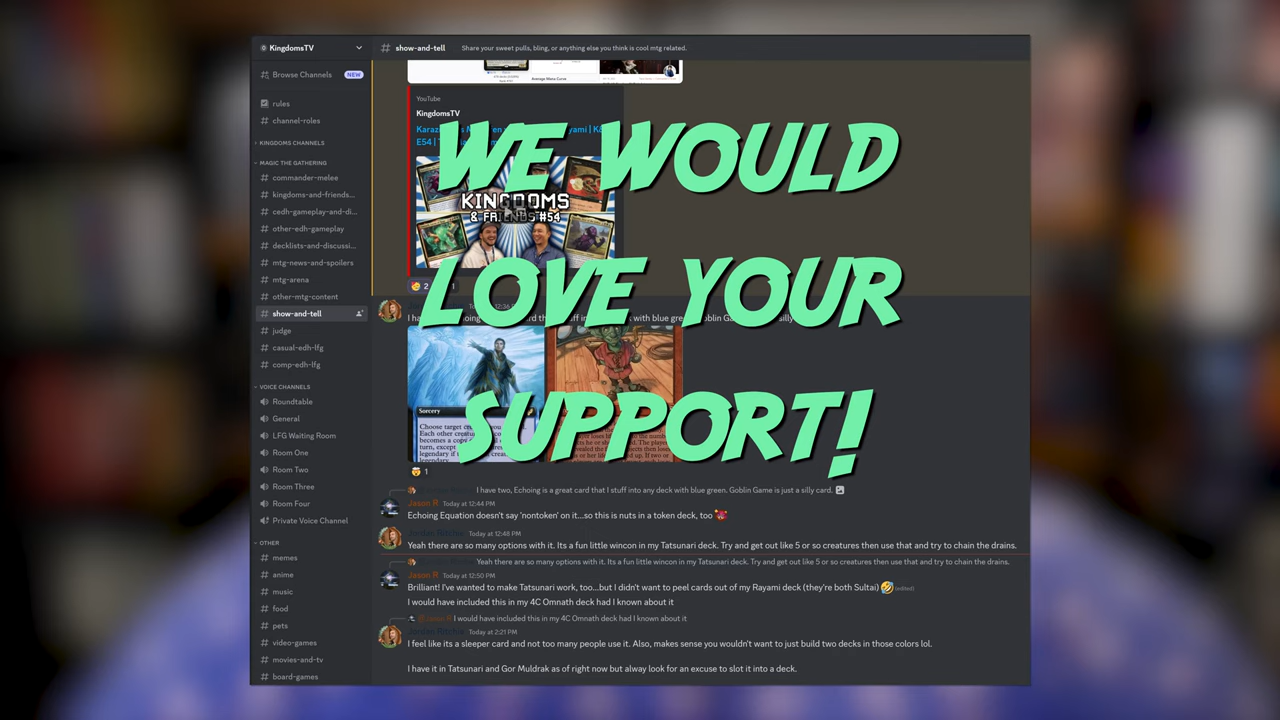 KingdomsTV
# show-and-tell
Share your sweet pulls, bling, or anything else you think is cool mtg related.
Browse Channels
NEW
rules
channel-roles
KINGDOMS CHANNELS
MAGIC THE GATHERING
commander-melee
kingdoms-and-friends...
cedh-gameplay-and-di...
other-edh-gameplay
decklists-and-discussi...
mtg-news-and-spoilers
mtg-arena
other-mtg-content
show-and-tell
judge
casual-edh-lfg
comp-edh-lfg
VOICE CHANNELS
Roundtable
General
LFG Waiting Room
Room One
Room Two
Room Three
Room Four
Private Voice Channel
OTHER
memes
anime
music
food
pets
video-games
movies-and-tv
board-games
YouTube
KingdomsTV
WE WOULD
LOVE YOUR
SUPPORT!
KINGDOMS
& FRIENDS #54
2
1
Sorcery
1
I have two, Echoing is a great card that I stuff into any deck with blue green. Goblin Game is just a silly card.
Jason R Today at 12:44 PM
Echoing Equation doesn't say 'nontoken' on it...so this is nuts in a token deck, too
Today at 12:48 PM
Yeah there are so many options with it. Its a fun little wincon in my Tatsunari deck. Try and get out like 5 or so creatures then use that and try to chain the drains.
Yeah there are so many options with it. Its a fun little wincon in my Tatsunari deck. Try and get out like 5 or so creatures then use that and try to chain the drains.
Jason R Today at 12:50 PM
Brilliant! I've wanted to make Tatsunari work, too...but I didn't want to peel cards out of my Rayami deck (they're both Sultai) (edited)
I would have included this in my 4C Omnath deck had I known about it
I would have included this in my 4C Omnath deck had I known about it
Today at 2:21 PM
I feel like its a sleeper card and not too many people use it. Also, makes sense you wouldn't want to just build two decks in those colors lol.
I have it in Tatsunari and Gor Muldrak as of right now but alway look for an excuse to slot it into a deck.